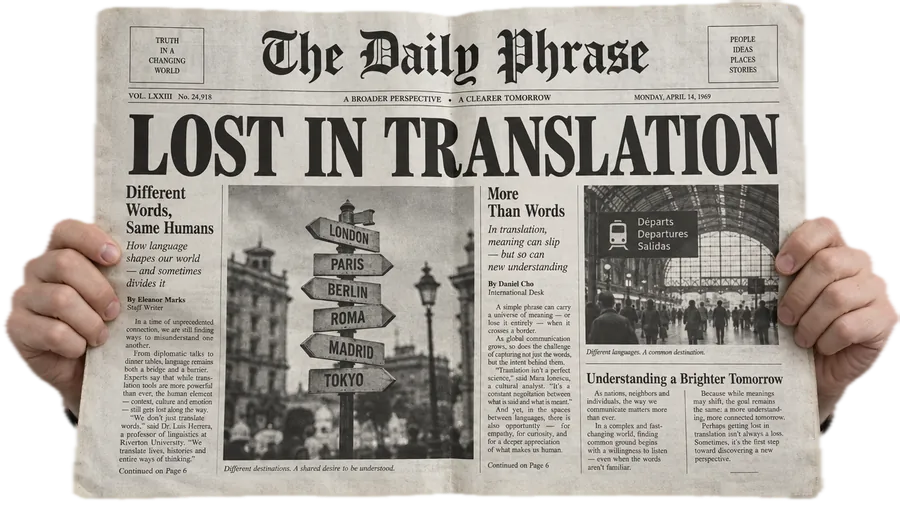 TRUTH
IN A
CHANGING
WORLD
The Daily Phrase
PEOPLE
IDEAS
PLACES
STORIES
VOL. LXXIII No. 24,918
A BROADER PERSPECTIVE • A CLEARER TOMORROW
MONDAY, APRIL 14, 1969
LOST IN TRANSLATION
Different
Words,
Same Humans
How language
shapes our world
— and sometimes
divides it
By Eleanor Marks
Staff Writer
In a time of unprecedented
connection, we are still finding
ways to misunderstand one
another.
From diplomatic talks to
dinner tables, language remains
both a bridge and a barrier.
Experts say that while trans-
lation tools are more powerful
than ever, the human element
— context, culture and emotion
— still gets lost along the way.
"We don't just translate
words," said Dr. Luis Herrera,
a professor of linguistics at
Riverton University. "We
translate lives, histories and
entire ways of thinking."
Continued on Page 6
LONDON
PARIS
BERLIN
ROMA
MADRID
TOKYO
Different destinations. A shared desire to be understood.
More
Than Words
In translation,
meaning can slip
— but so can
new understanding
By Daniel Cho
International Desk
A simple phrase can carry
a universe of meaning — or
lose it entirely — when it
crosses a border.
As global communication
grows, so does the challenge
of capturing not just the words,
but the intent behind them.
"Translation isn't a perfect
science," said Mara Ionescu,
a cultural analyst. "It's a
constant negotiation between
what is said and what is meant."
And yet, in the spaces
between languages, there is
also opportunity — for
empathy, for curiosity, and
for a deeper appreciation
of what makes us human.
Continued on Page 6
Départs
Departures
Salidas
Different languages. A common destination.
Understanding a Brighter Tomorrow
As nations, neighbors and
individuals, the way we
communicate matters more
than ever.
In a complex and fast-
changing world, finding
common ground begins
with a willingness to listen
— even when the words
aren't familiar.
Because while meanings
may shift, the goal remains
the same: a more understand-
ing, more connected tomorrow.
Perhaps getting lost in
translation isn't always a loss.
Sometimes, it's the first step
toward discovering a new
perspective.